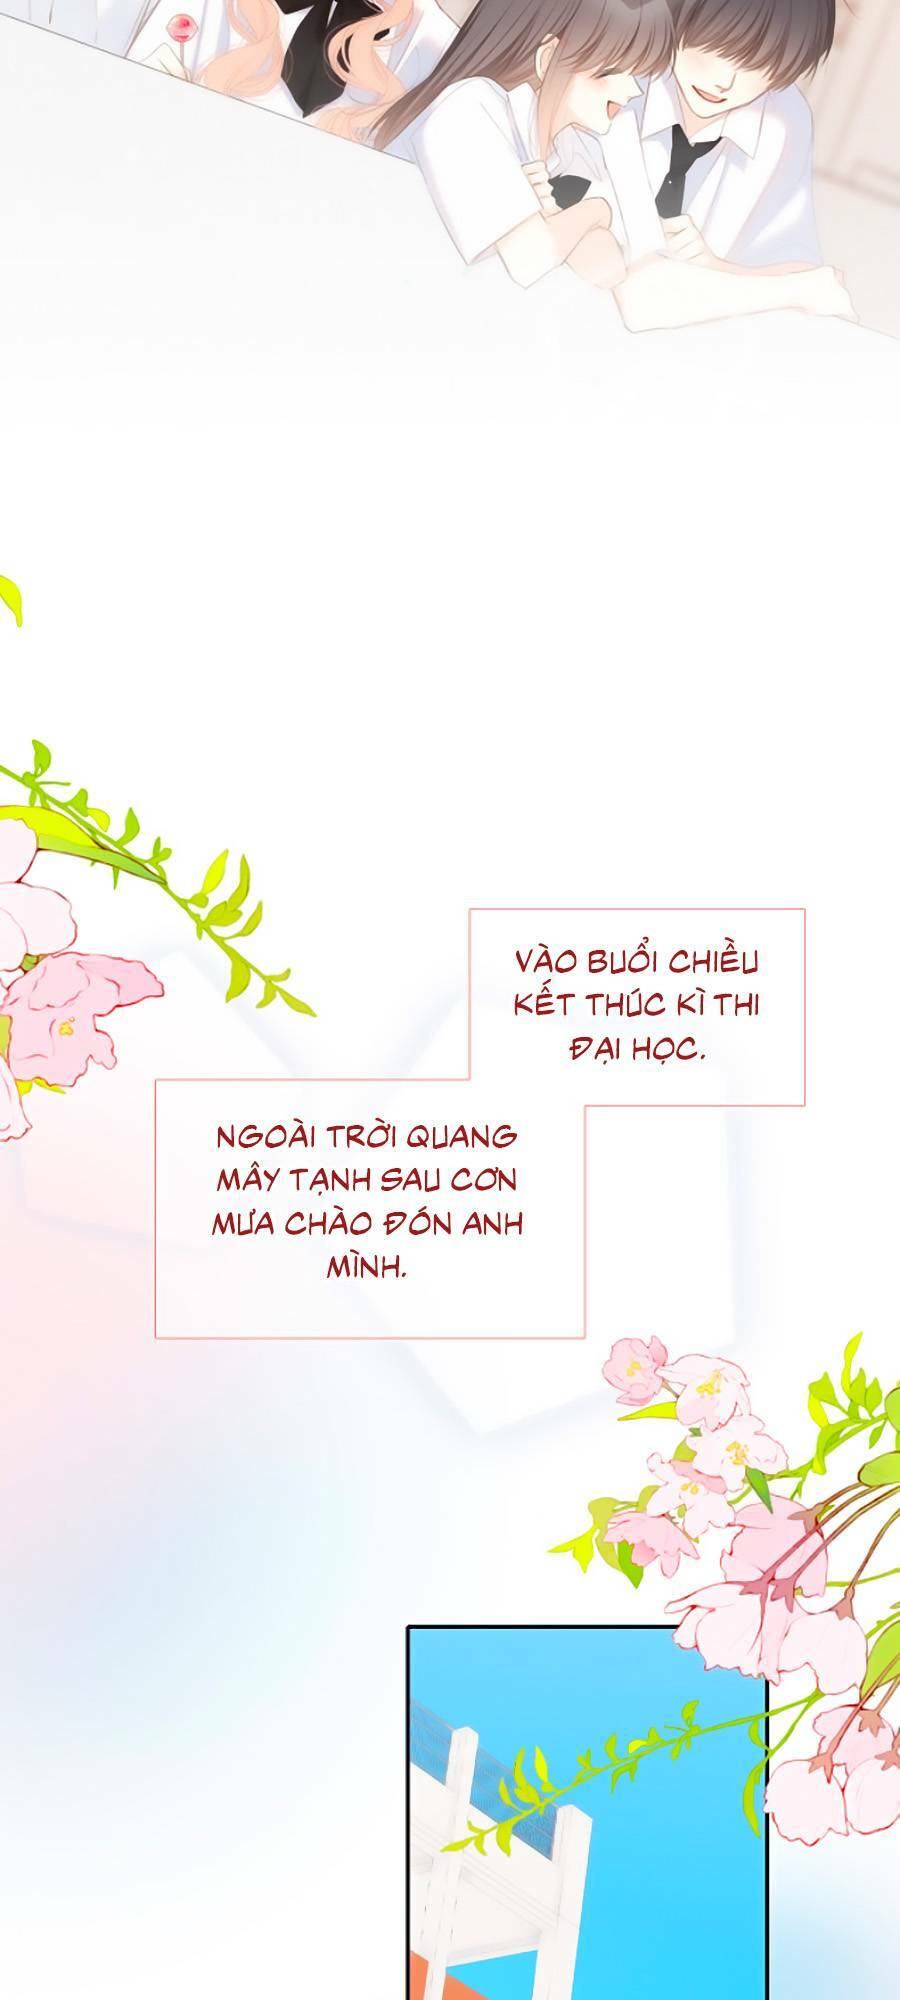 VÀO BUỔI CHIỀU
KẾT THÚC KÌ THI
ĐẠI HỌC.
NGOÀI TRỜI QUANG
MÂY TẠNH SAU CƠN
MƯA CHÀO ĐÓN ANH
MÌNH.